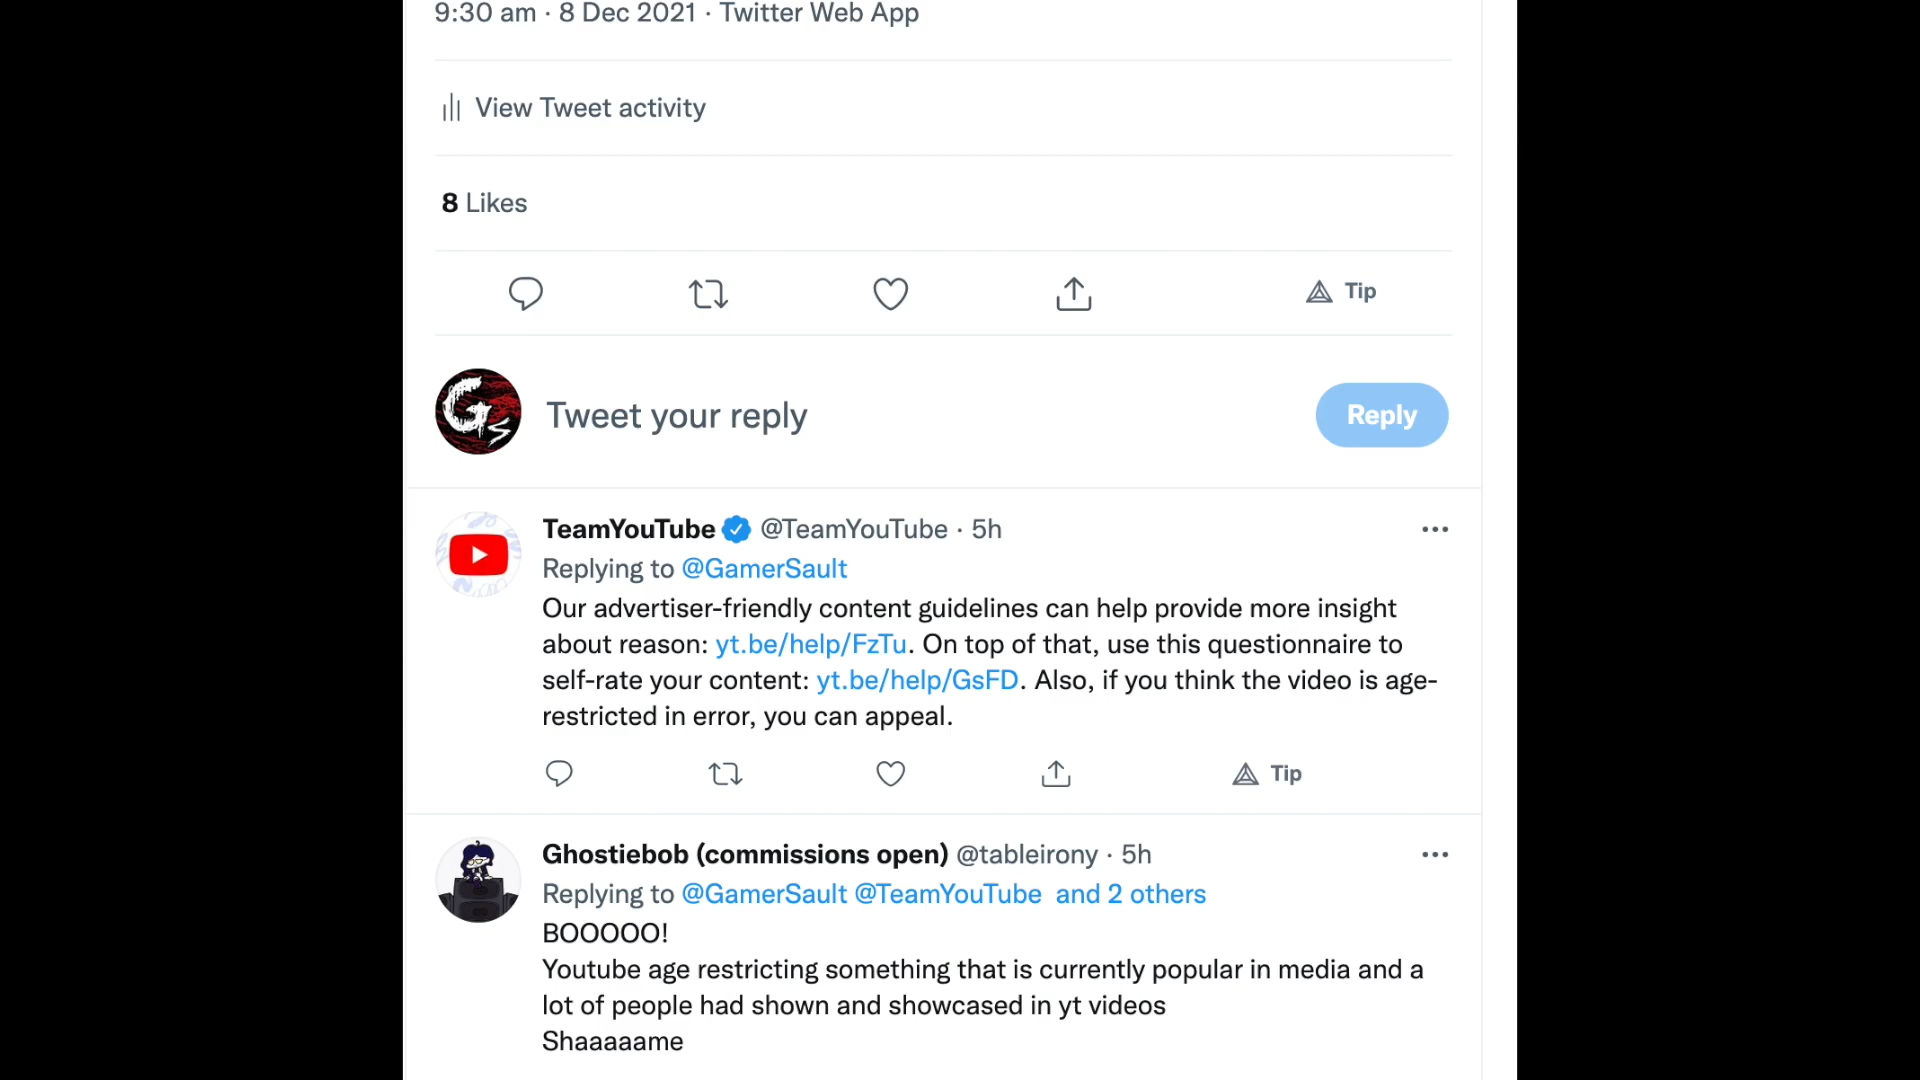 9:30 am · 8 Dec 2021 · Twitter Web App
View Tweet activity
8 Likes
Tip
GS
Tweet your reply
Reply
TeamYouTube @TeamYouTube · 5h
Replying to @GamerSault
Our advertiser-friendly content guidelines can help provide more insight
about reason: yt.be/help/FzTu. On top of that, use this questionnaire to
self-rate your content: yt.be/help/GsFD. Also, if you think the video is age-
restricted in error, you can appeal.
Tip
Ghostiebob (commissions open) @tableirony · 5h
Replying to @GamerSault @TeamYouTube and 2 others
BOOOOO!
Youtube age restricting something that is currently popular in media and a
lot of people had shown and showcased in yt videos
Shaaaaame